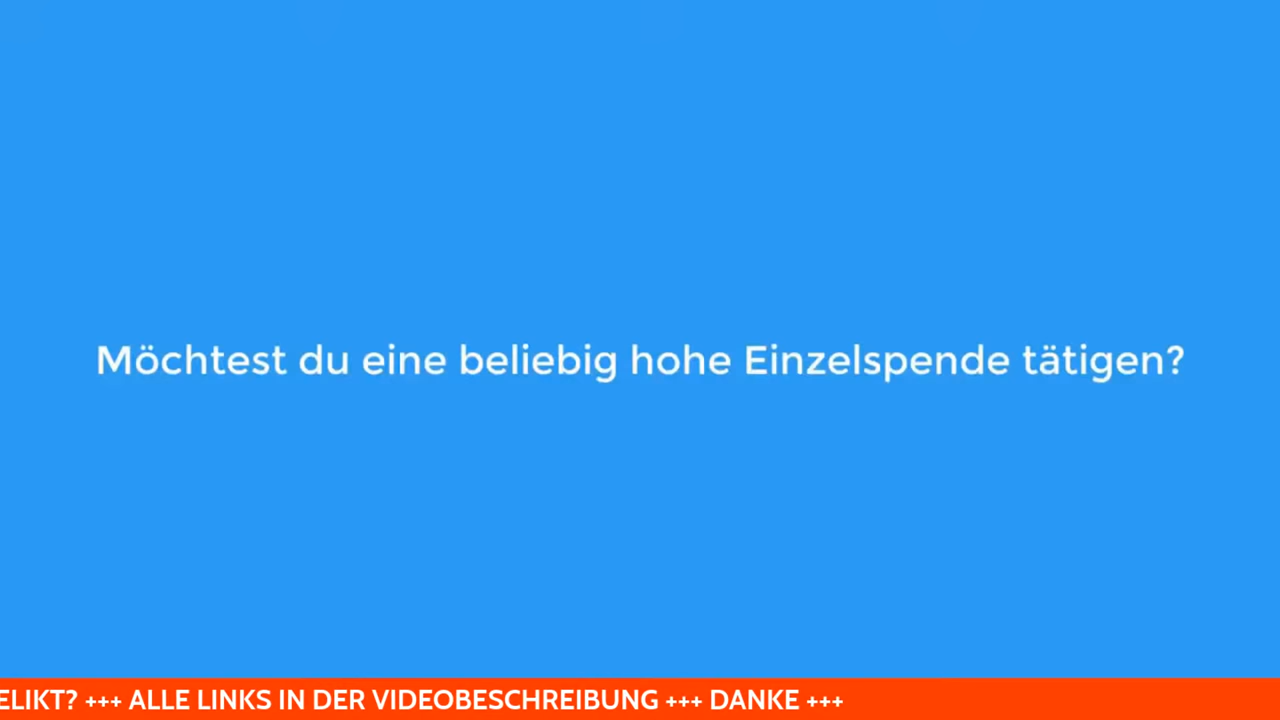 Möchtest du eine beliebig hohe Einzelspende tätigen?
ELIKT? +++ ALLE LINKS IN DER VIDEOBESCHREIBUNG +++ DANKE +++